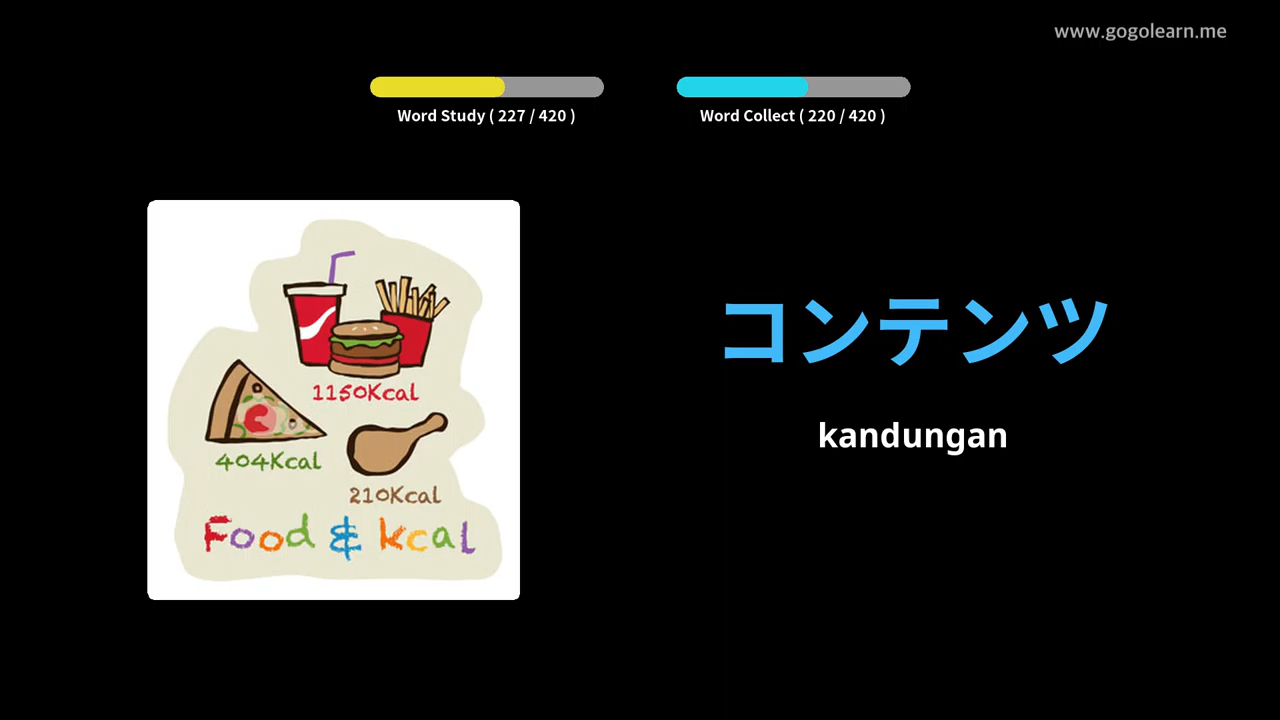 www.gogolearn.me
Word Study ( 227 / 420 )
Word Collect ( 220 / 420 )
1150Kcal
404Kcal
210Kcal
Food & kcal
コンテンツ
kandungan